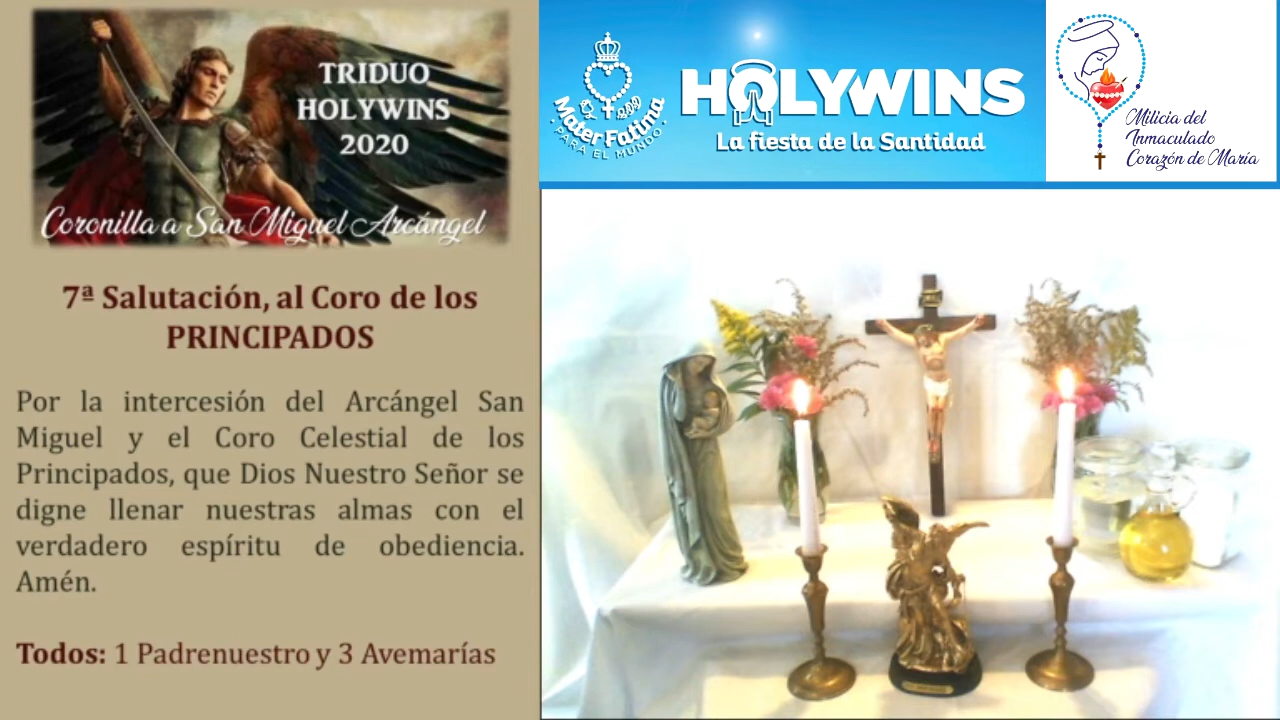 TRIDUO
HOLYWINS
2020
Coronilla a San Miguel Arcángel
7ª Salutación, al Coro de los
PRINCIPADOS
Por la intercesión del Arcángel San
Miguel y el Coro Celestial de los
Principados, que Dios Nuestro Señor se
digne llenar nuestras almas con el
verdadero espíritu de obediencia.
Amén.
Todos: 1 Padrenuestro y 3 Avemarías
Mater Fatima
· PARA EL MUNDO ·
HOLYWINS
La fiesta de la Santidad
Milicia del
Inmaculado
Corazón de María